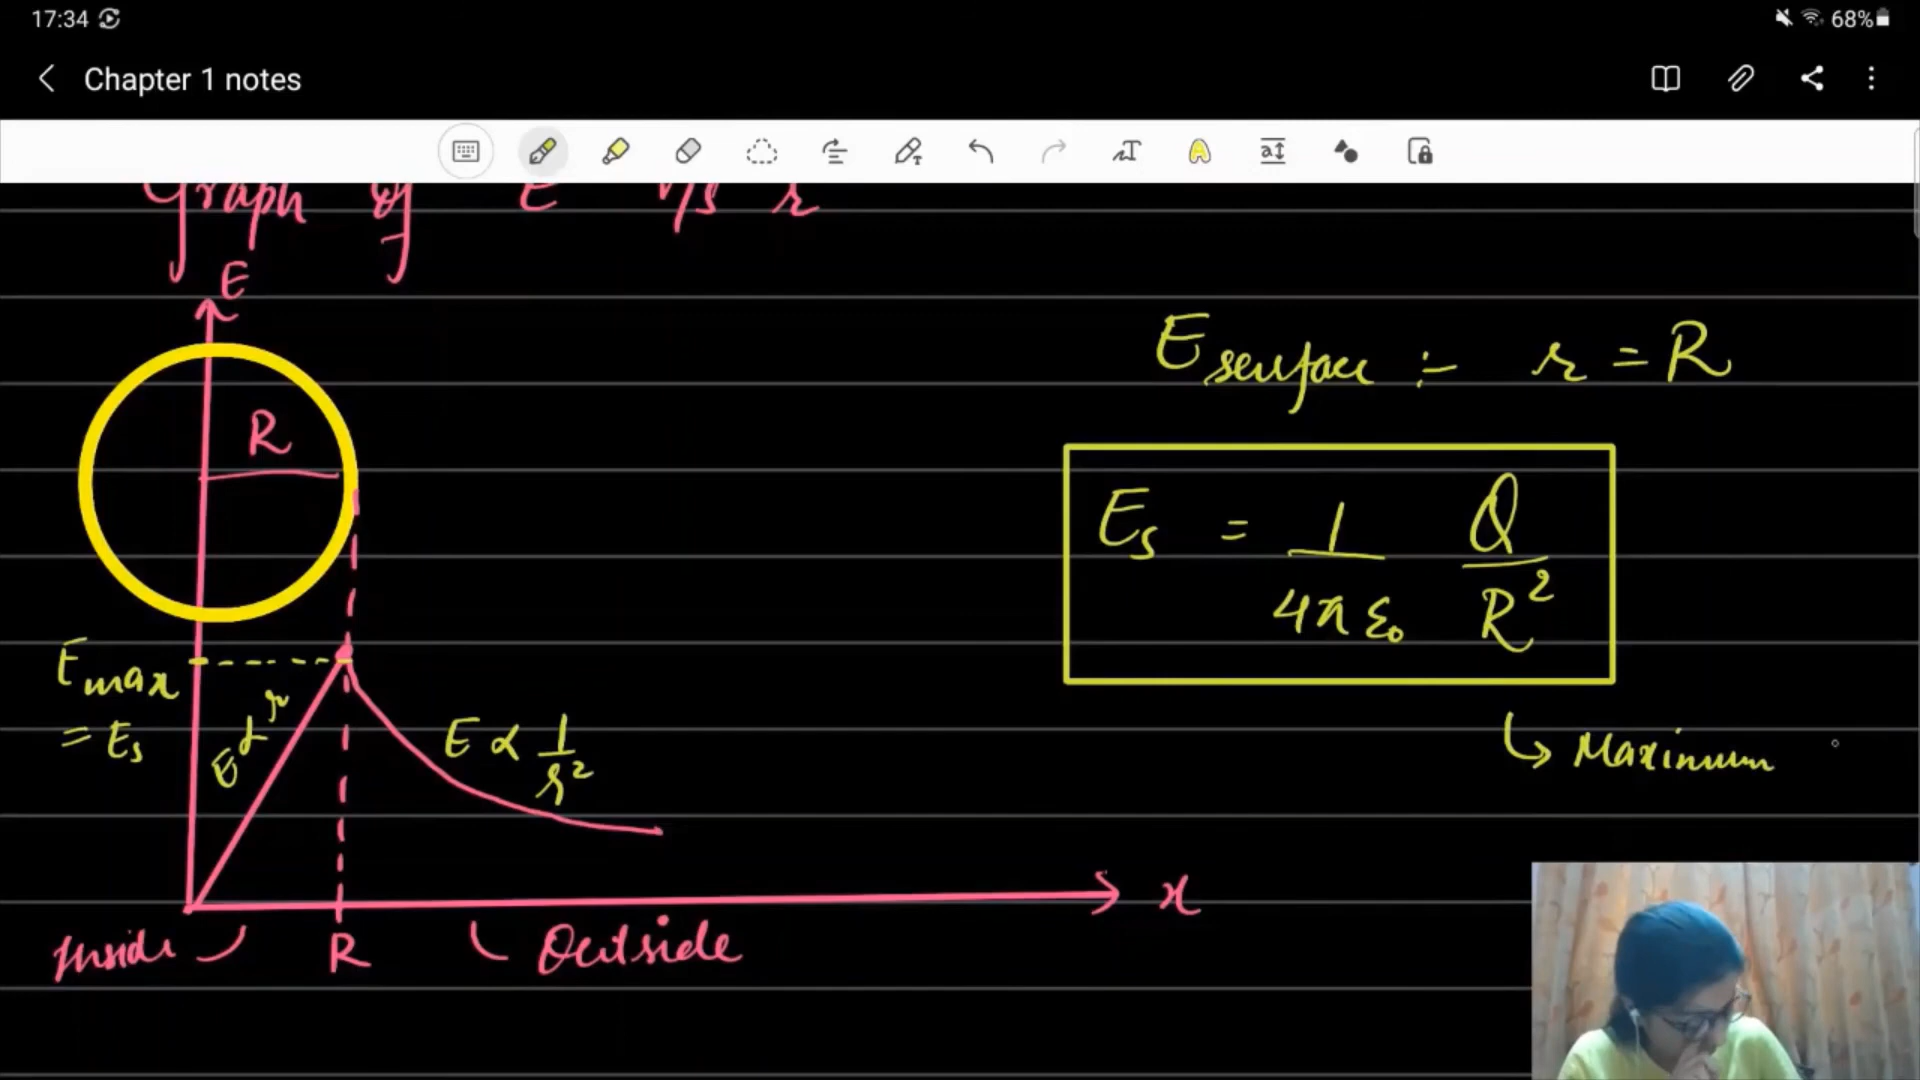 17:34
68%
Chapter 1 notes
Graph of E v/s r
E
R
Esurface :- r = R
Es = 1/4πε₀ Q/R²
Emax
= Es
E ∝ r
E ∝ 1/r²
↳ Maximum
x
Inside
R
Outside